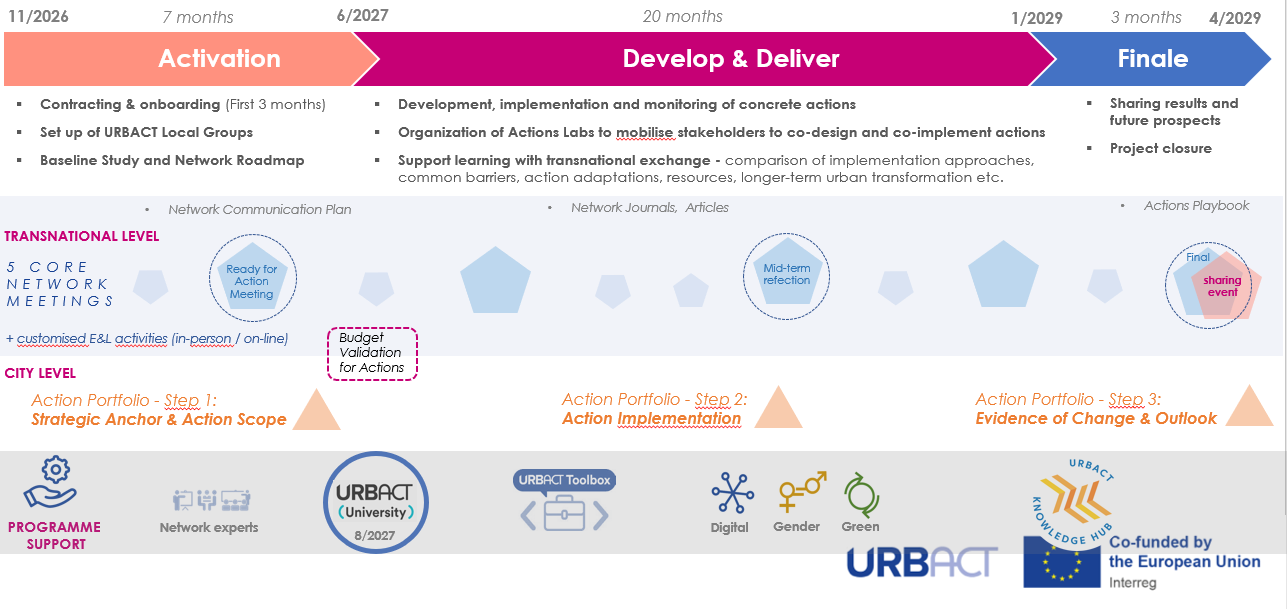 11/2026
7 months
6/2027
20 months
1/2029
3 months
4/2029
Activation
Develop & Deliver
Finale
▪ Contracting & onboarding (First 3 months)
▪ Set up of URBACT Local Groups
▪ Baseline Study and Network Roadmap
▪ Development, implementation and monitoring of concrete actions
▪ Organization of Actions Labs to mobilise stakeholders to co-design and co-implement actions
▪ Support learning with transnational exchange - comparison of implementation approaches,
common barriers, action adaptations, resources, longer-term urban transformation etc.
▪ Sharing results and
future prospects
▪ Project closure
• Network Communication Plan
• Network Journals, Articles
• Actions Playbook
TRANSNATIONAL LEVEL
5 CORE
NETWORK
MEETINGS
Ready for
Action
Meeting
Mid-term
refection
Final
sharing
event
+ customised E&L activities (in-person / on-line)
Budget
Validation
for Actions
CITY LEVEL
Action Portfolio - Step 1:
Strategic Anchor & Action Scope
Action Portfolio - Step 2:
Action Implementation
Action Portfolio - Step 3:
Evidence of Change & Outlook
PROGRAMME
SUPPORT
Network experts
URBACT
University
8/2027
URBACT Toolbox
Digital
Gender
Green
URBACT
KNOWLEDGE HUB
URBACT
Co-funded by
the European Union
Interreg